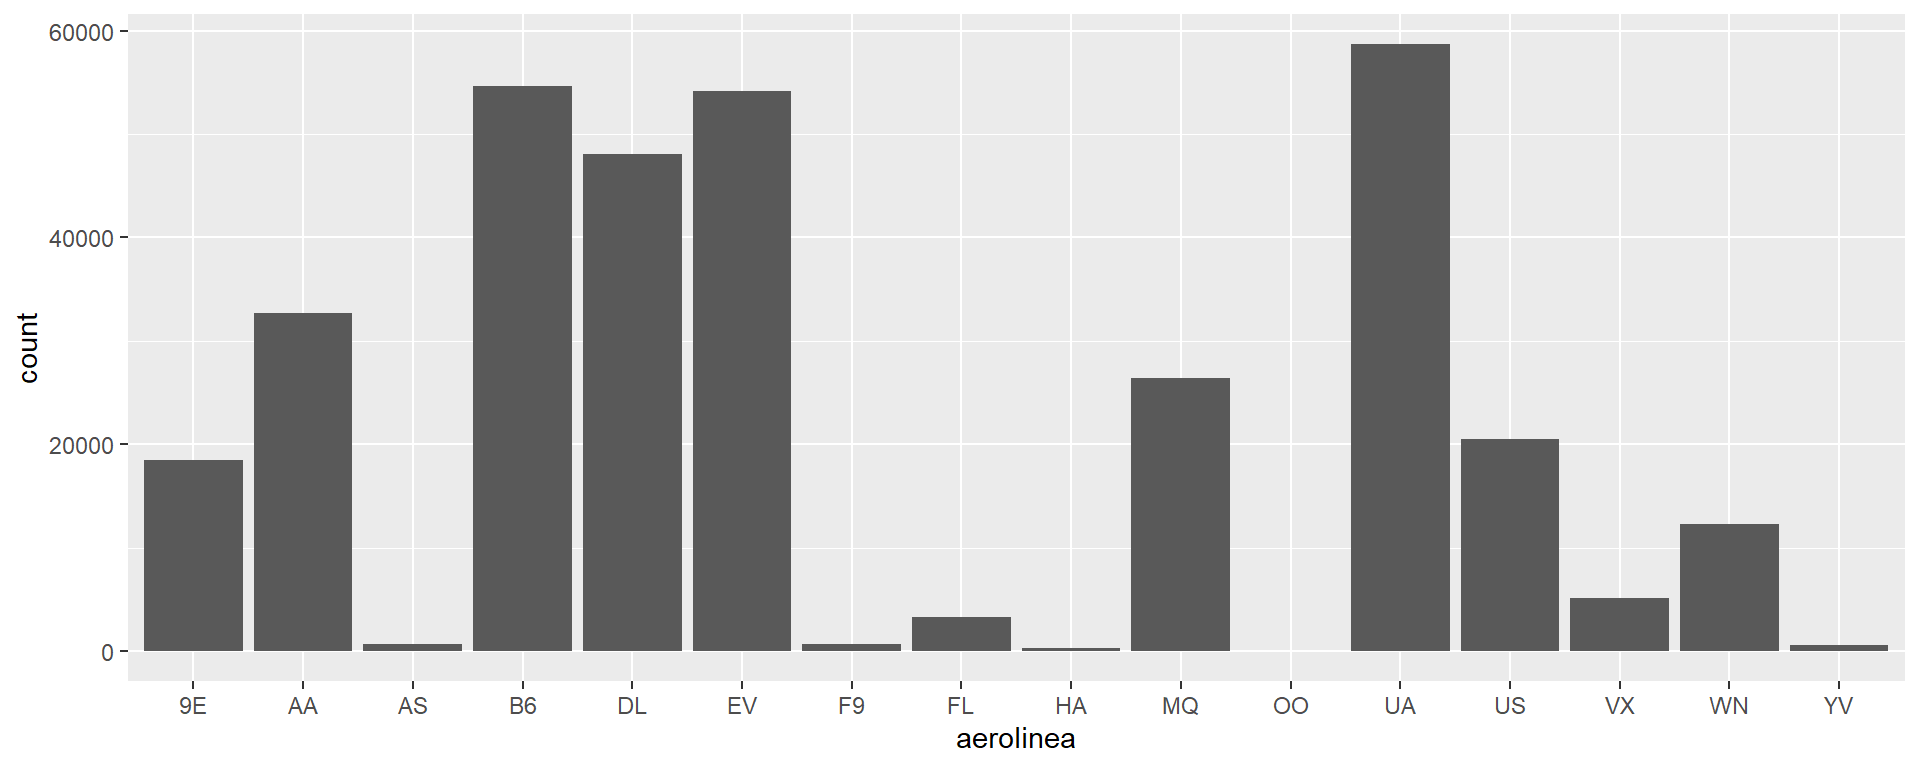 60000
40000
20000
0
count
9E AA AS B6 DL EV F9 FL HA MQ OO UA US VX WN YV
aerolinea